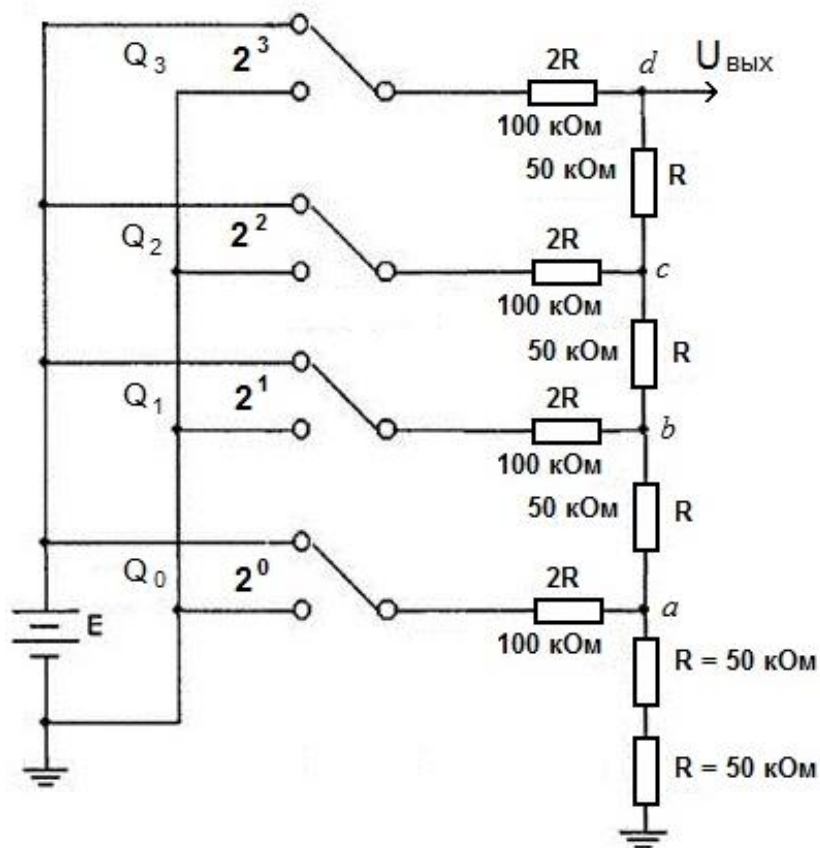 Q₃ 2³ 2R d Uвых
100 кОм
50 кОм R
Q₂ 2² 2R c
100 кОм
50 кОм R
Q₁ 2¹ 2R b
100 кОм
50 кОм R
Q₀ 2⁰ 2R a
100 кОм
E
R = 50 кОм
R = 50 кОм